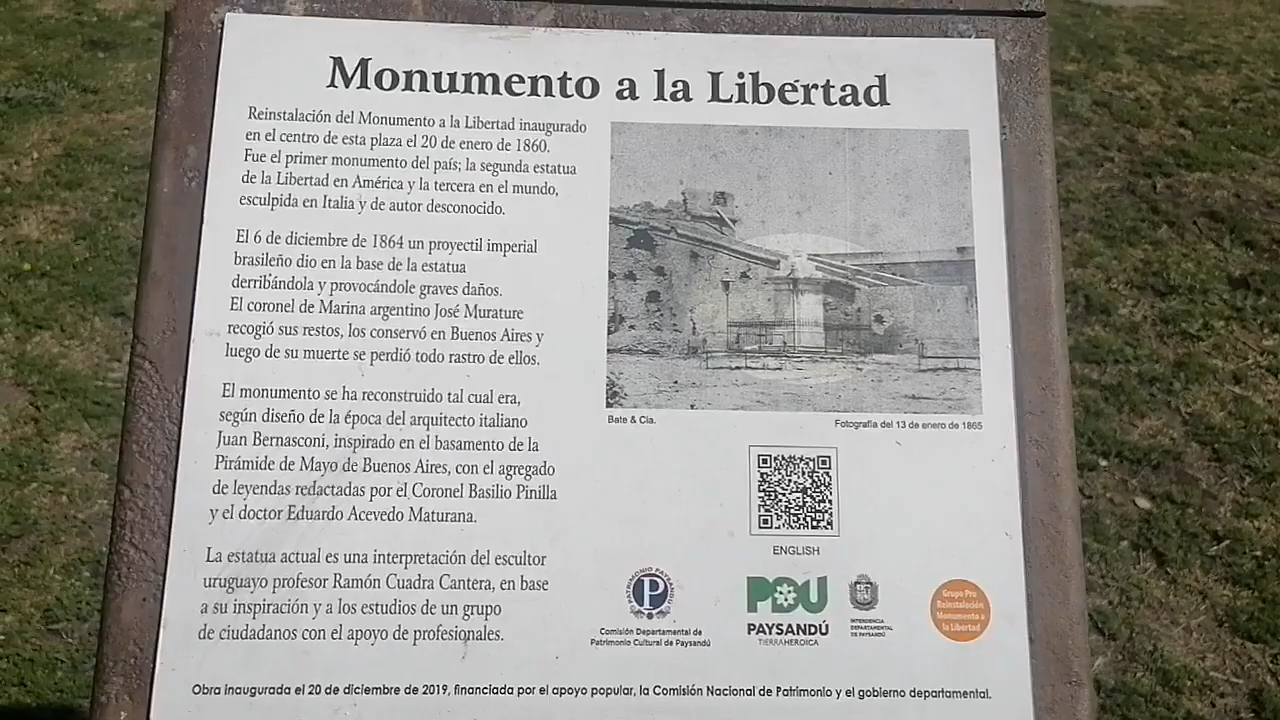 Monumento a la Libertad
Reinstalación del Monumento a la Libertad inaugurado
en el centro de esta plaza el 20 de enero de 1860.
Fue el primer monumento del país; la segunda estatua
de la Libertad en América y la tercera en el mundo,
esculpida en Italia y de autor desconocido.
El 6 de diciembre de 1864 un proyectil imperial
brasileño dio en la base de la estatua
derribándola y provocándole graves daños.
El coronel de Marina argentino José Murature
recogió sus restos, los conservó en Buenos Aires y
luego de su muerte se perdió todo rastro de ellos.
El monumento se ha reconstruido tal cual era,
según diseño de la época del arquitecto italiano
Juan Bernasconi, inspirado en el basamento de la
Pirámide de Mayo de Buenos Aires, con el agregado
de leyendas redactadas por el Coronel Basilio Pinilla
y el doctor Eduardo Acevedo Maturana.
La estatua actual es una interpretación del escultor
uruguayo profesor Ramón Cuadra Cantera, en base
a su inspiración y a los estudios de un grupo
de ciudadanos con el apoyo de profesionales.
Bate & Cia.
Fotografía del 13 de enero de 1865
ENGLISH
PATRIMONIO PAYSANDÚ
P
Comisión Departamental de
Patrimonio Cultural de Paysandú
PDU
PAYSANDÚ
TIERRAHEROICA
INTENDENCIA
DEPARTAMENTAL
DE PAYSANDÚ
Grupo Pro
Reinstalación
Monumento a
la Libertad
Obra inaugurada el 20 de diciembre de 2019, financiada por el apoyo popular, la Comisión Nacional de Patrimonio y el gobierno departamental.